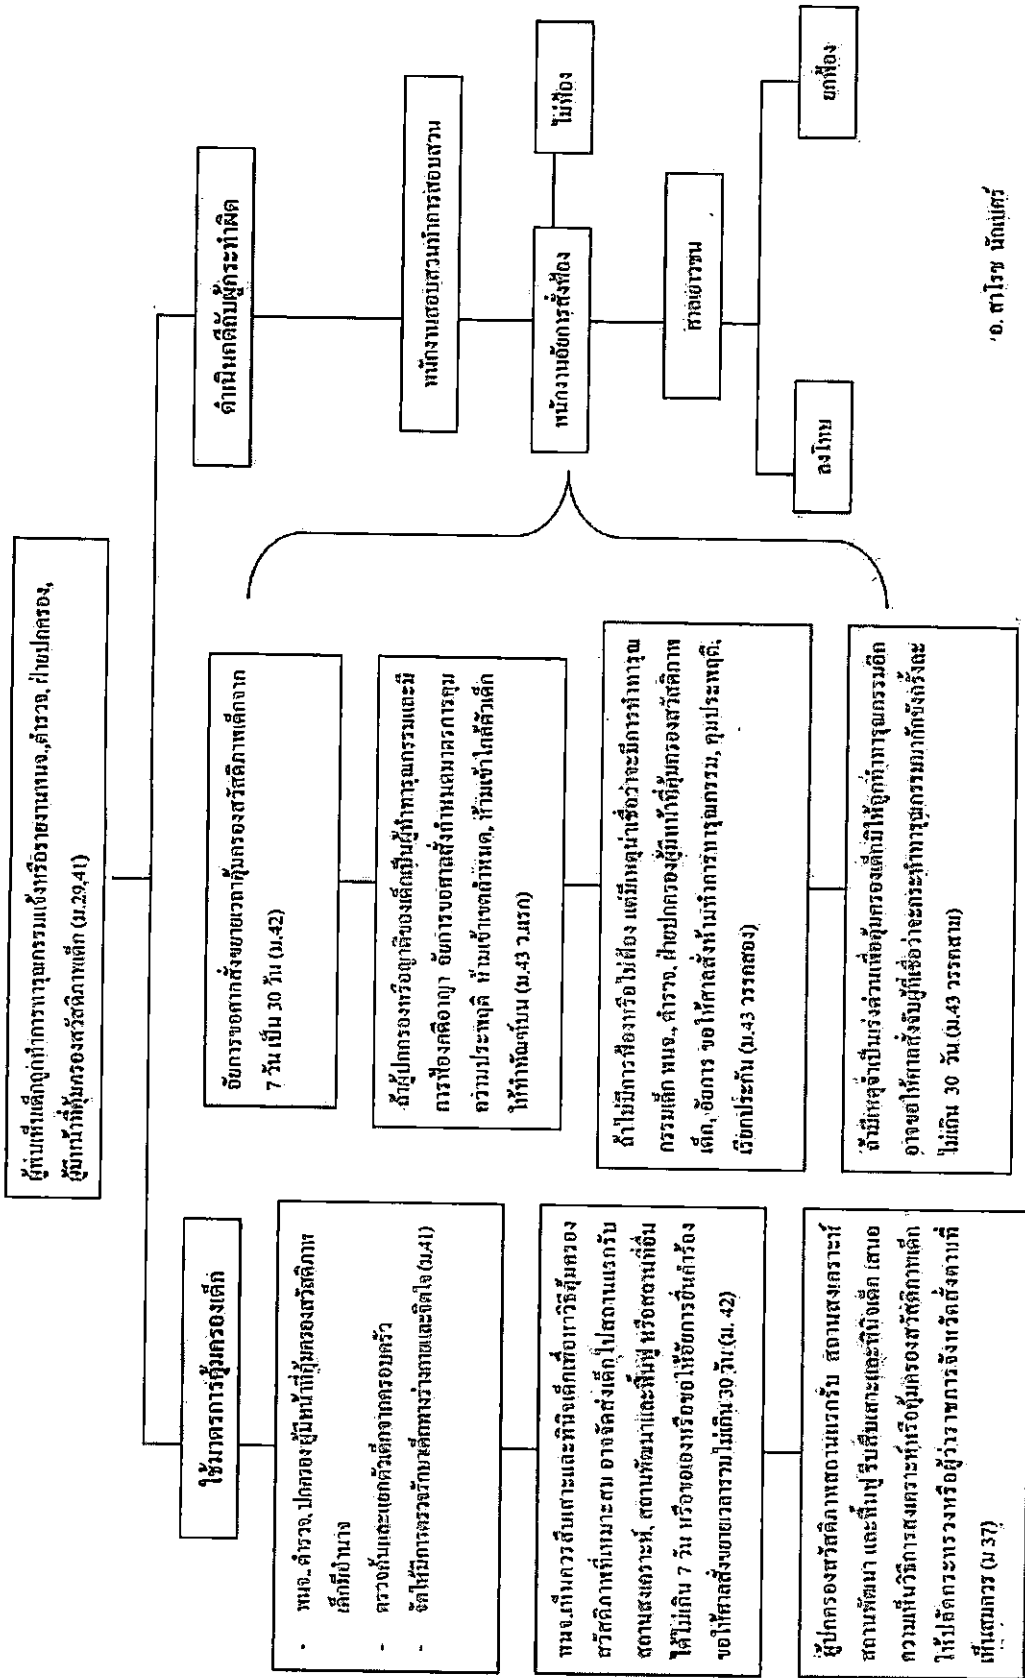 ผู้พบเห็นเด็กถูกทำการทารุณกรรมแจ้งหรือรายงานพนจ.,ตำรวจ, ฝ่ายปกครอง,
ผู้มีหน้าที่คุ้มครองสวัสดิภาพเด็ก (ม.29,41)
ใช้มาตรการคุ้มครองเด็ก
- พนจ., ตำรวจ, ปกครอง ผู้มีหน้าที่คุ้มครองสวัสดิภาพ
เด็กมีอำนาจ
- ตรวจค้นและแยกตัวเด็กจากครอบครัว
- จัดให้มีการตรวจรักษาเด็กทางร่างกายและจิตใจ (ม.41)
พนจ.เห็นควรสืบเสาะและพินิจเด็กเพื่อหาวิธีคุ้มครอง
สวัสดิภาพที่เหมาะสม อาจจัดส่งเด็กไปสถานแรกรับ
สถานสงเคราะห์, สถานพัฒนาและฟื้นฟู หรือสถานที่อื่น
ได้ไม่เกิน 7 วัน หรือขอเองหรือขอให้อัยการยื่นคำร้อง
ขอให้ศาลสั่งขยายเวลารวมไม่เกิน 30 วัน (ม. 42)
ผู้ปกครองสวัสดิภาพสถานแรกรับ สถานสงเคราะห์
สถานพัฒนา และฟื้นฟู รีบสืบเสาะและพินิจเด็ก เสนอ
ความเห็นวิธีการสงเคราะห์หรือคุ้มครองสวัสดิภาพเด็ก
ให้ปลัดกระทรวงหรือผู้ว่าราชการจังหวัดสั่งตามที่
เห็นสมควร (ม 37)
อัยการขอศาลสั่งขยายเวลาคุ้มครองสวัสดิภาพเด็กจาก
7 วัน เป็น 30 วัน (ม.42)
ถ้าผู้ปกครองหรือญาติของเด็กเป็นผู้ทำทารุณกรรมและมี
การฟ้องคดีอาญา อัยการขอศาลสั่งกำหนดมาตรการคุม
ความประพฤติ ห้ามเข้าเขตกำหนด, ห้ามเข้าใกล้ตัวเด็ก
ให้ทำทัณฑ์บน (ม.43 ว.แรก)
ถ้าไม่มีการฟ้องหรือไม่ฟ้อง แต่มีเหตุน่าเชื่อว่าจะมีการทำทารุณ
กรรมเด็ก พนจ., ตำรวจ, ฝ่ายปกครองผู้มีหน้าที่คุ้มครองสวัสดิภาพ
เด็ก, อัยการ ขอให้ศาลสั่งห้ามทำการทารุณกรรม, คุมประพฤติ,
เรียกประกัน (ม.43 วรรคสอง)
ถ้ามีเหตุจำเป็นเร่งด่วนเพื่อคุ้มครองเด็กมิให้ถูกทำทารุณกรรมอีก
อาจขอให้ศาลสั่งจับผู้ที่เชื่อว่าจะกระทำทารุณกรรมมากักขังครั้งละ
ไม่เกิน 30 วัน (ม.43 วรรคสาม)
ดำเนินคดีกับผู้กระทำผิด
พนักงานสอบสวนทำการสอบสวน
พนักงานอัยการสั่งฟ้อง
ไม่ฟ้อง
ศาลเยาวชน
ลงโทษ
ยกฟ้อง
อ. สาโรช นักเบศร์